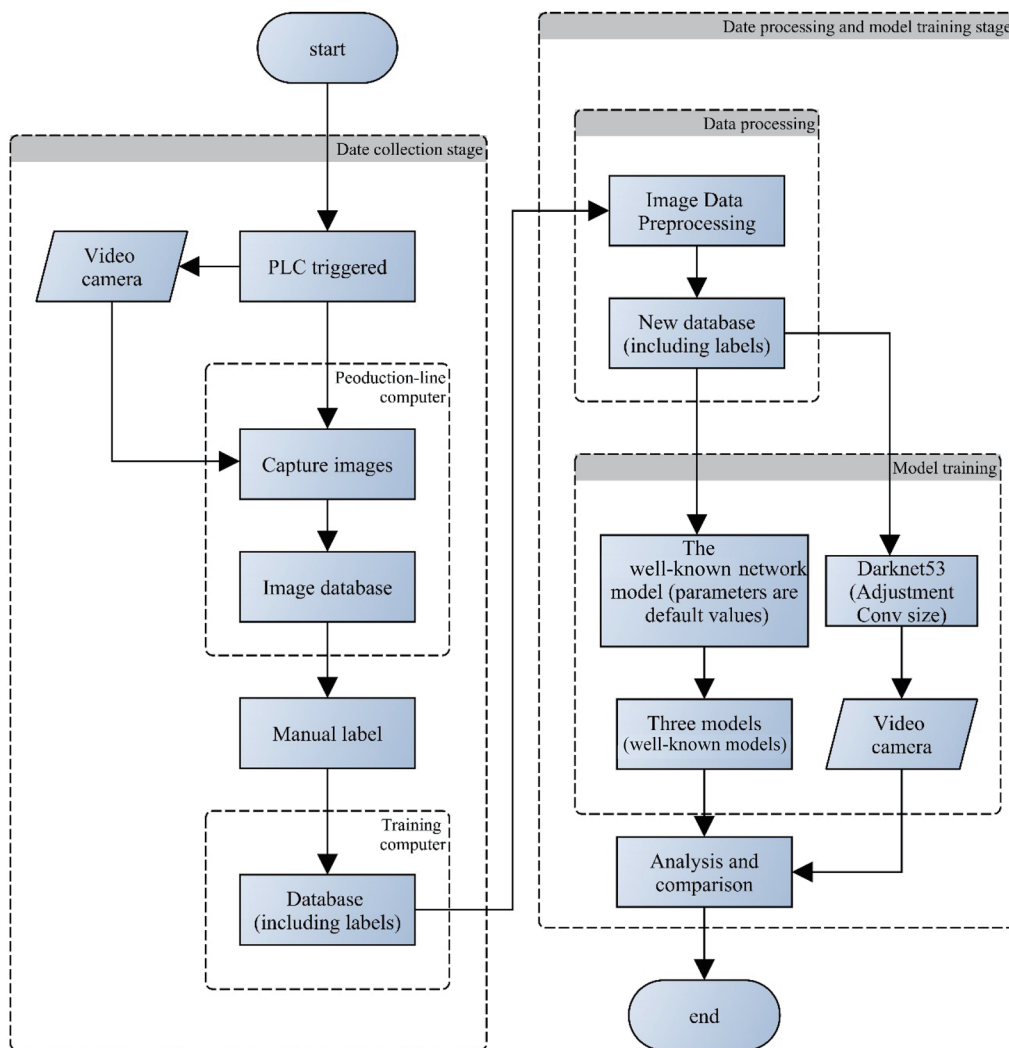 start
Date collection stage
Video
camera
PLC triggered
Peoduction-line
computer
Capture images
Image database
Manual label
Training
computer
Database
(including labels)
Date processing and model training stage
Data processing
Image Data
Preprocessing
New database
(including labels)
Model training
The
well-known network
model (parameters are
default values)
Darknet53
(Adjustment
Conv size)
Three models
(well-known models)
Video
camera
Analysis and
comparison
end